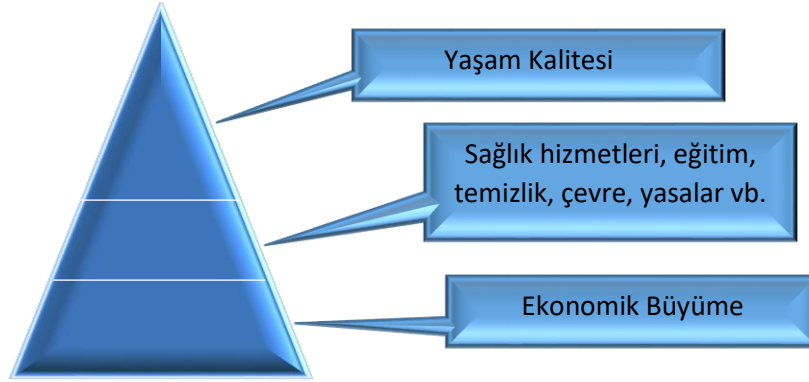 Yaşam Kalitesi
Sağlık hizmetleri, eğitim,
temizlik, çevre, yasalar vb.
Ekonomik Büyüme